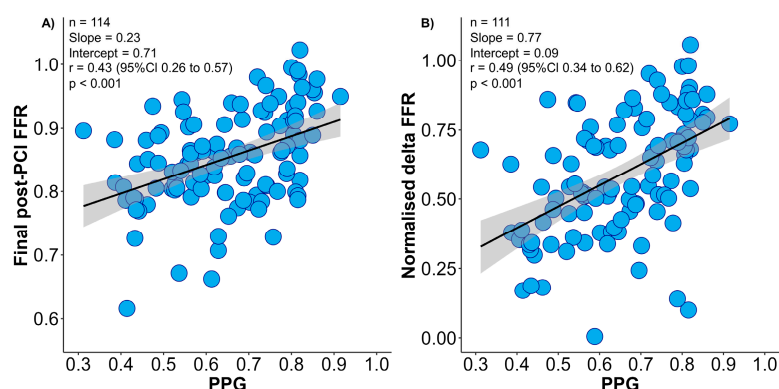 A)
n = 114
Slope = 0.23
Intercept = 0.71
r = 0.43 (95%CI 0.26 to 0.57)
p < 0.001
Final post-PCI FFR
1.0
0.9
0.8
0.7
0.6
0.3 0.4 0.5 0.6 0.7 0.8 0.9 1.0
PPG
B)
n = 111
Slope = 0.77
Intercept = 0.09
r = 0.49 (95%CI 0.34 to 0.62)
p < 0.001
Normalised delta FFR
1.00
0.75
0.50
0.25
0.00
0.3 0.4 0.5 0.6 0.7 0.8 0.9 1.0
PPG